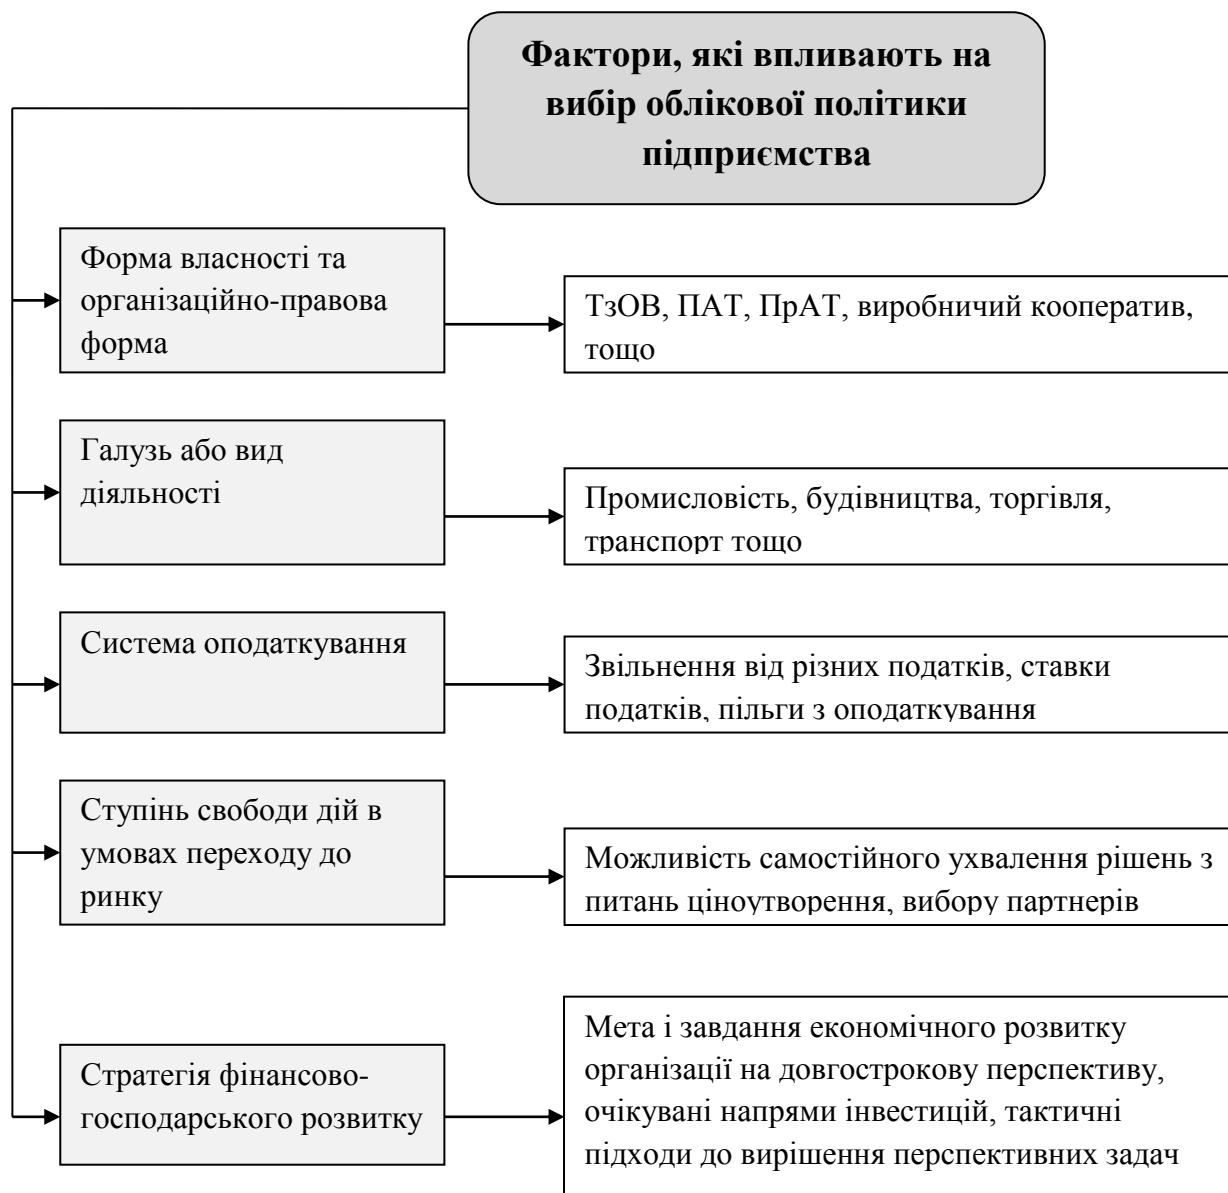 Фактори, які впливають на
вибір облікової політики
підприємства
Форма власності та
організаційно-правова
форма
ТзОВ, ПАТ, ПрАТ, виробничий кооператив,
тощо
Галузь або вид
діяльності
Промисловість, будівництва, торгівля,
транспорт тощо
Система оподаткування
Звільнення від різних податків, ставки
податків, пільги з оподаткування
Ступінь свободи дій в
умовах переходу до
ринку
Можливість самостійного ухвалення рішень з
питань ціноутворення, вибору партнерів
Стратегія фінансово-
господарського розвитку
Мета і завдання економічного розвитку
організації на довгострокову перспективу,
очікувані напрями інвестицій, тактичні
підходи до вирішення перспективних задач